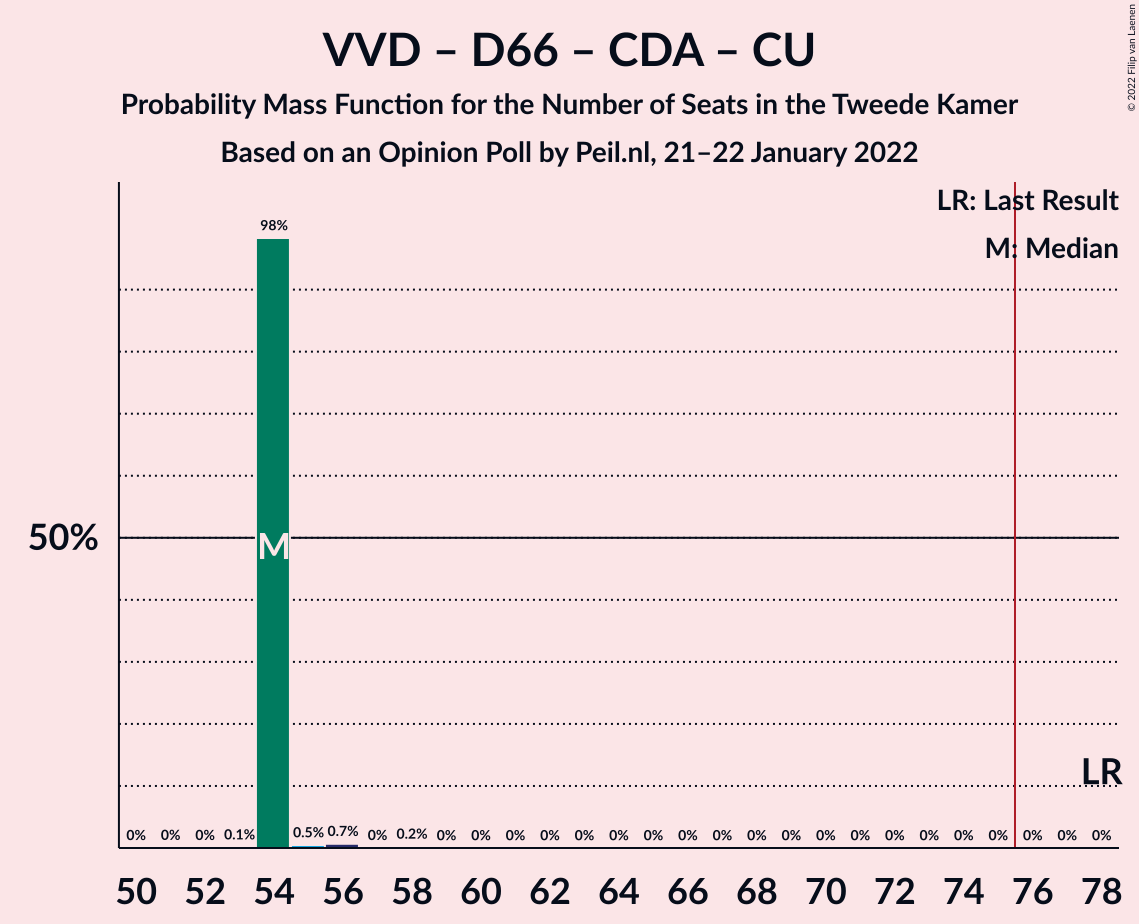 VVD – D66 – CDA – CU
Probability Mass Function for the Number of Seats in the Tweede Kamer
Based on an Opinion Poll by Peil.nl, 21–22 January 2022
© 2022 Filip van Laenen
LR: Last Result
M: Median
98%
50%
M
LR
0% 0% 0% 0.1% 0.5% 0.7% 0% 0.2% 0% 0% 0% 0% 0% 0% 0% 0% 0% 0% 0% 0% 0% 0% 0% 0% 0% 0% 0% 0%
50 52 54 56 58 60 62 64 66 68 70 72 74 76 78